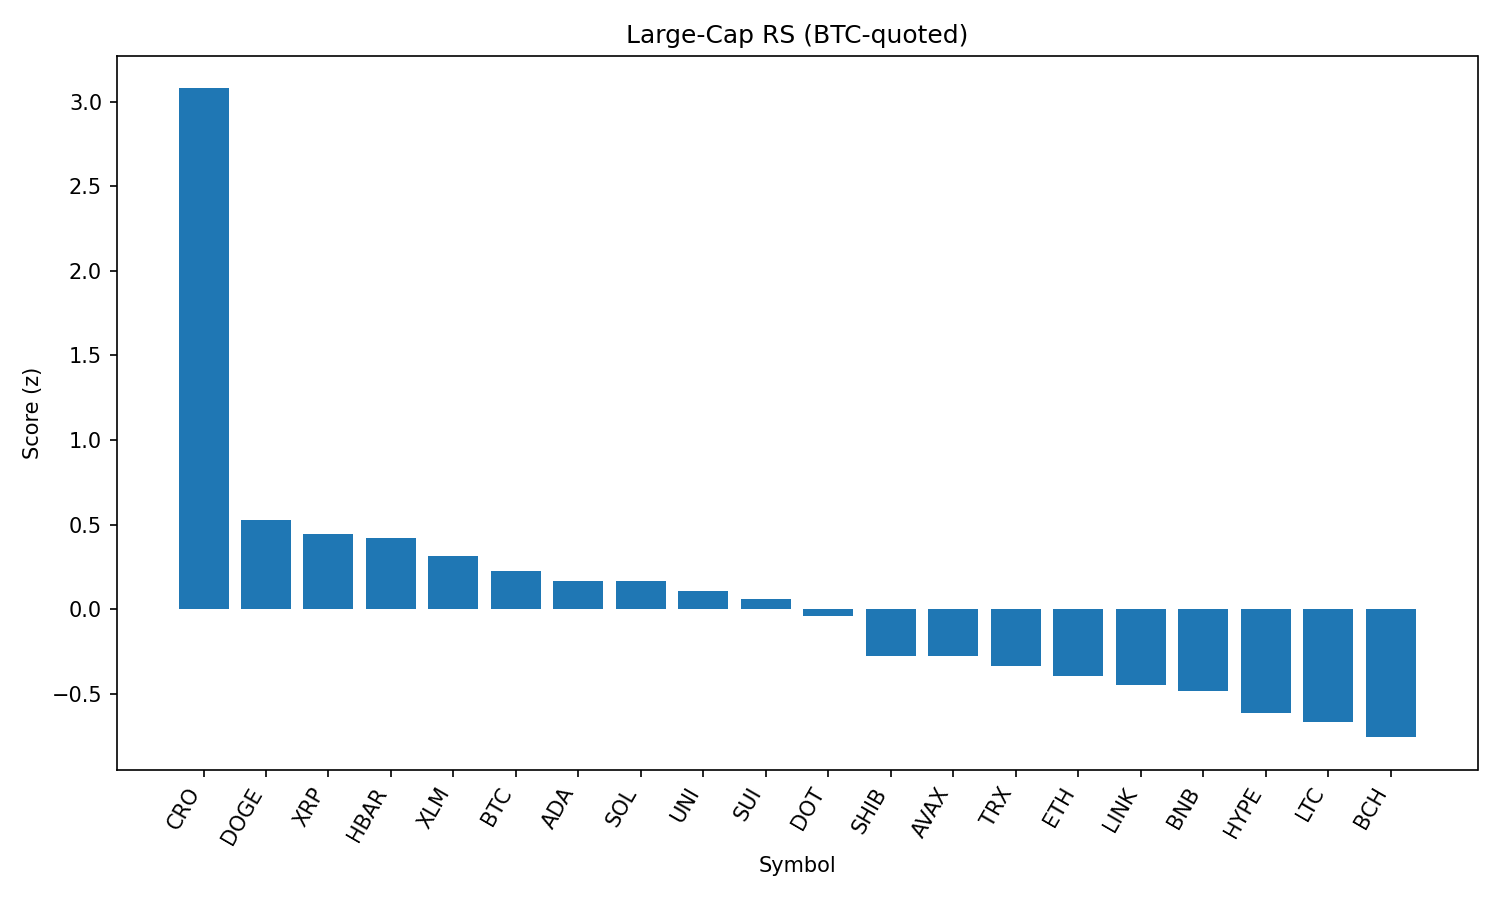 Large-Cap RS (BTC-quoted)
Score (z)
3.0
2.5
2.0
1.5
1.0
0.5
0.0
−0.5
CRO
DOGE
XRP
HBAR
XLM
BTC
ADA
SOL
UNI
SUI
DOT
SHIB
AVAX
TRX
ETH
LINK
BNB
HYPE
LTC
BCH
Symbol